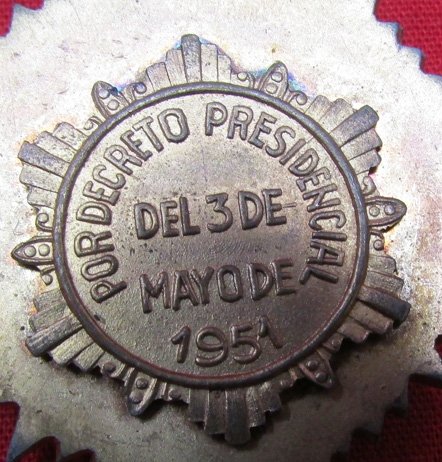 POR DECRETO PRESIDENCIAL
DEL 3 DE
MAYO DE
1951